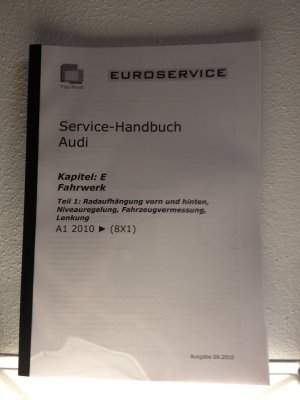 EUROSERVICE
Service-Handbuch
Audi
Kapitel: E
Fahrwerk
Teil 1: Radaufhängung vorn und hinten,
Niveauregelung, Fahrzeugvermessung,
Lenkung
A1 2010 ► (8X1)
Ausgabe 09.2010